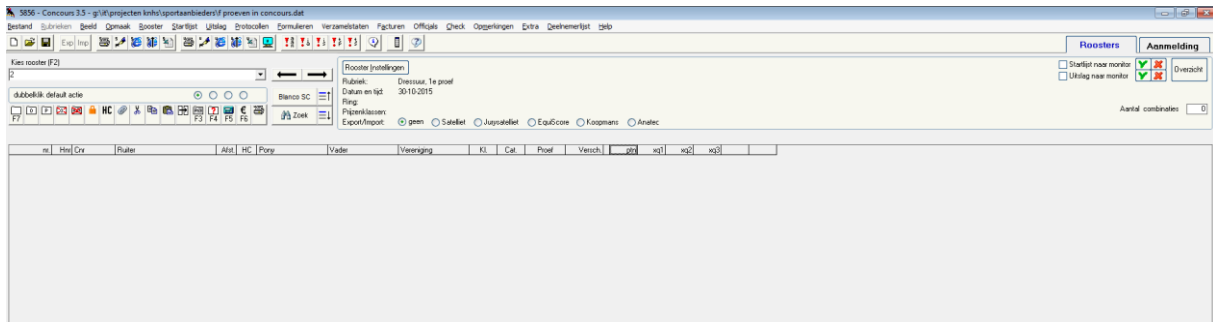 5856 - Concours 3.5 - g:\it\projecten knhs\sportaanbieders\f proeven in concours.dat
Bestand Rubrieken Beeld Opmaak Rooster Startlijst Uitslag Protocollen Formulieren Verzamelstaten Facturen Officials Check Opmerkingen Extra Deelnemerlijst Help
Exp Imp
Roosters Aanmelding
Kies rooster (F2)
2
dubbelklik default actie
Blanco SC
HC
F7 F3 F4 F5 F6
Zoek
Rooster Instellingen
Rubriek: Dressuur, 1e proef
Datum en tijd: 30-10-2015
Ring:
Prijzenklassen:
Export/Import: geen Satelliet Jurysatelliet EquiScore Koopmans Anatec
Startlijst naar monitor
Uitslag naar monitor
Overzicht
Aantal combinaties 0
nr. Hnr Cnr Ruiter Afst. HC Pony Vader Vereniging Kl. Cat. Proef Versch. ptn xq1 xq2 xq3